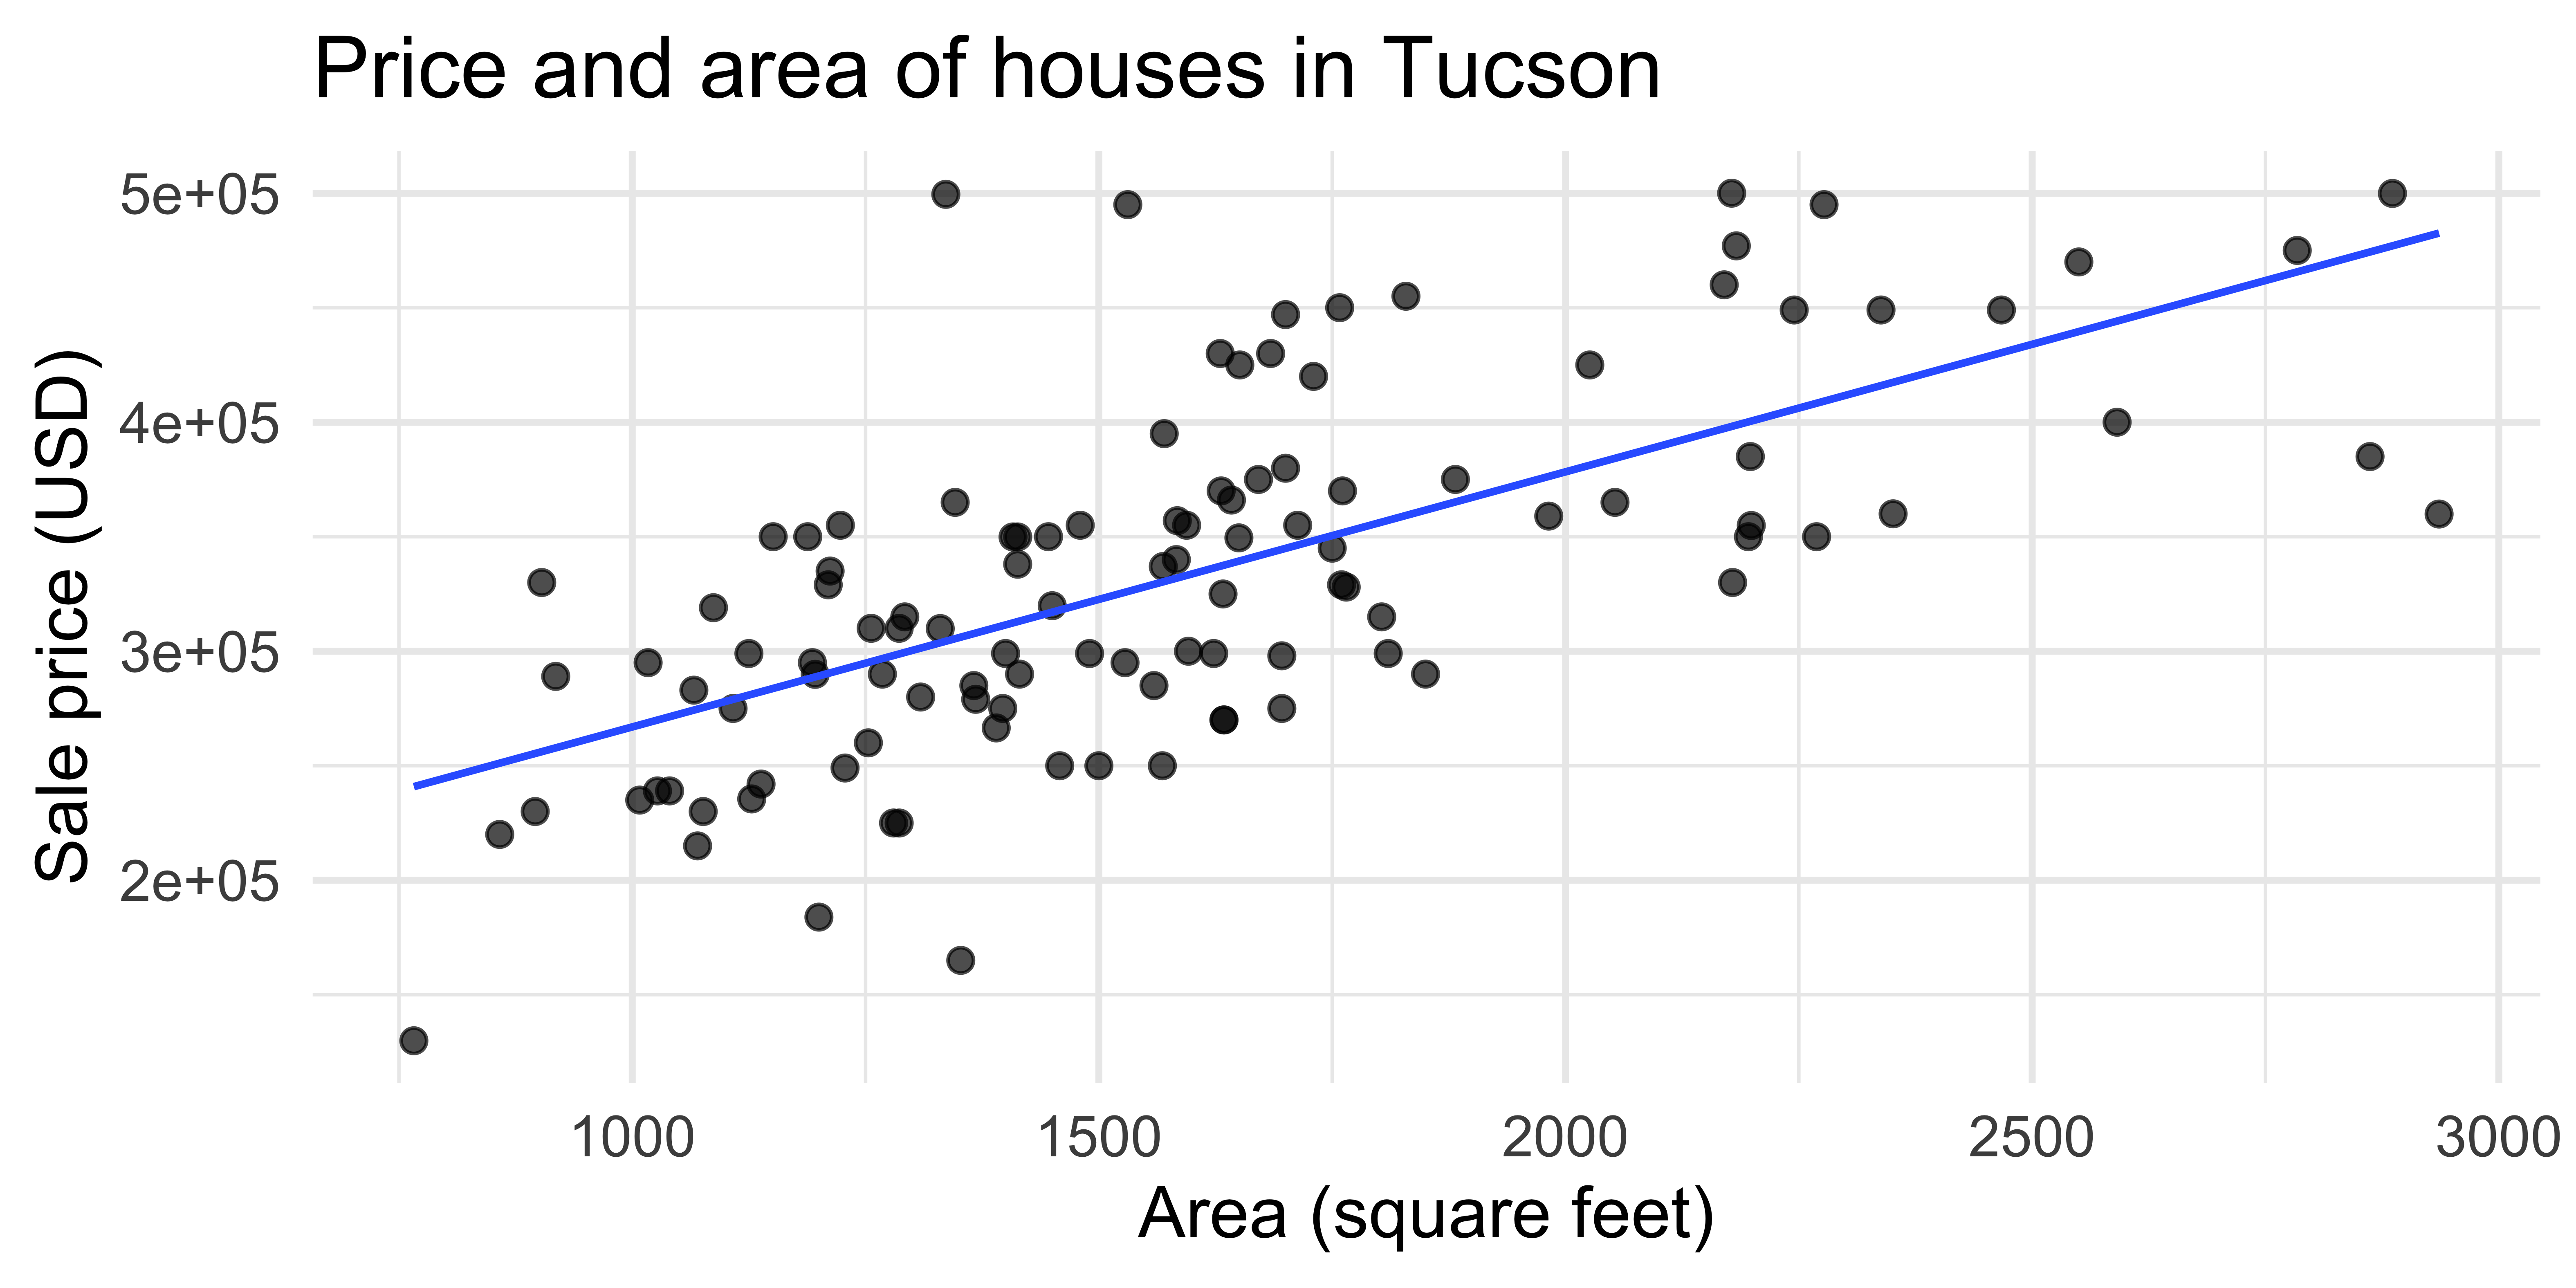 Price and area of houses in Tucson
5e+05
4e+05
3e+05
2e+05
Sale price (USD)
1000 1500 2000 2500 3000
Area (square feet)